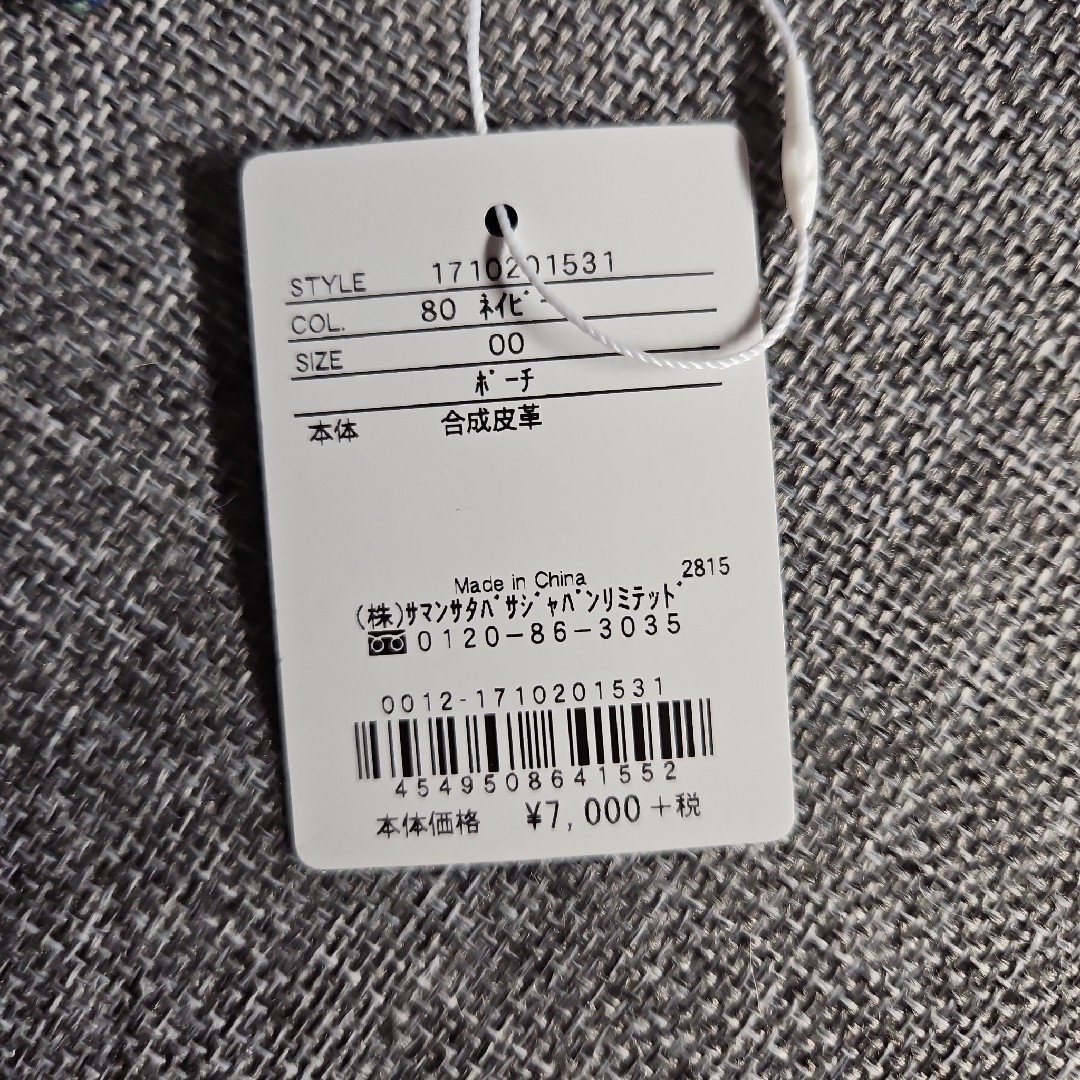 STYLE 1710201531
COL. 80 ﾈｲﾋﾞｰ
SIZE 00
ﾎﾟｰﾁ
本体 合成皮革
2815
Made in China
(株)ｻﾏﾝｻﾀﾊﾞｻｼﾞｬﾊﾟﾝﾘﾐﾃｯﾄﾞ
0120-86-3035
0012-1710201531
4549508641552
本体価格 ¥7,000+税